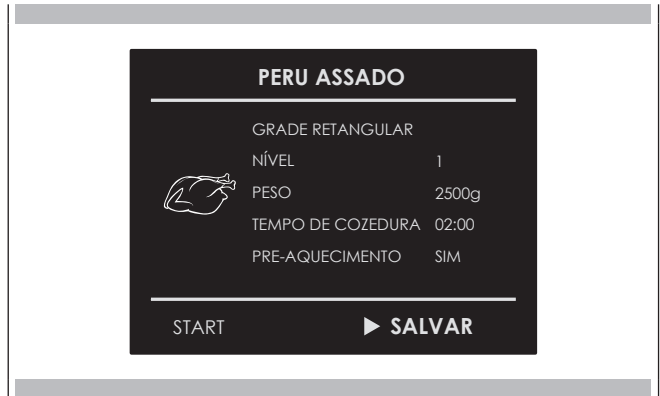 PERU ASSADO
GRADE RETANGULAR
NÍVEL 1
PESO 2500g
TEMPO DE COZEDURA 02:00
PRE-AQUECIMENTO SIM
START ▶ SALVAR